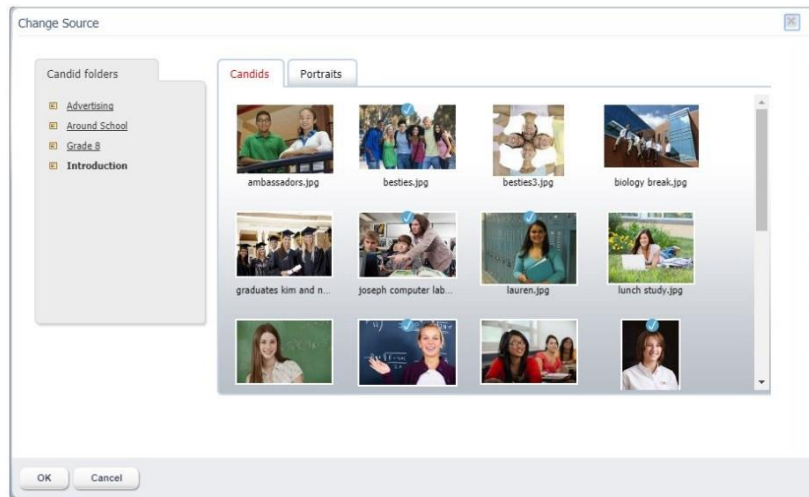 Change Source
Candid folders
Advertising
Around School
Grade 8
Introduction
Candids
Portraits
ambassadors.jpg
besties.jpg
besties3.jpg
biology break.jpg
graduates kim and n...
joseph computer lab...
lauren.jpg
lunch study.jpg
OK
Cancel